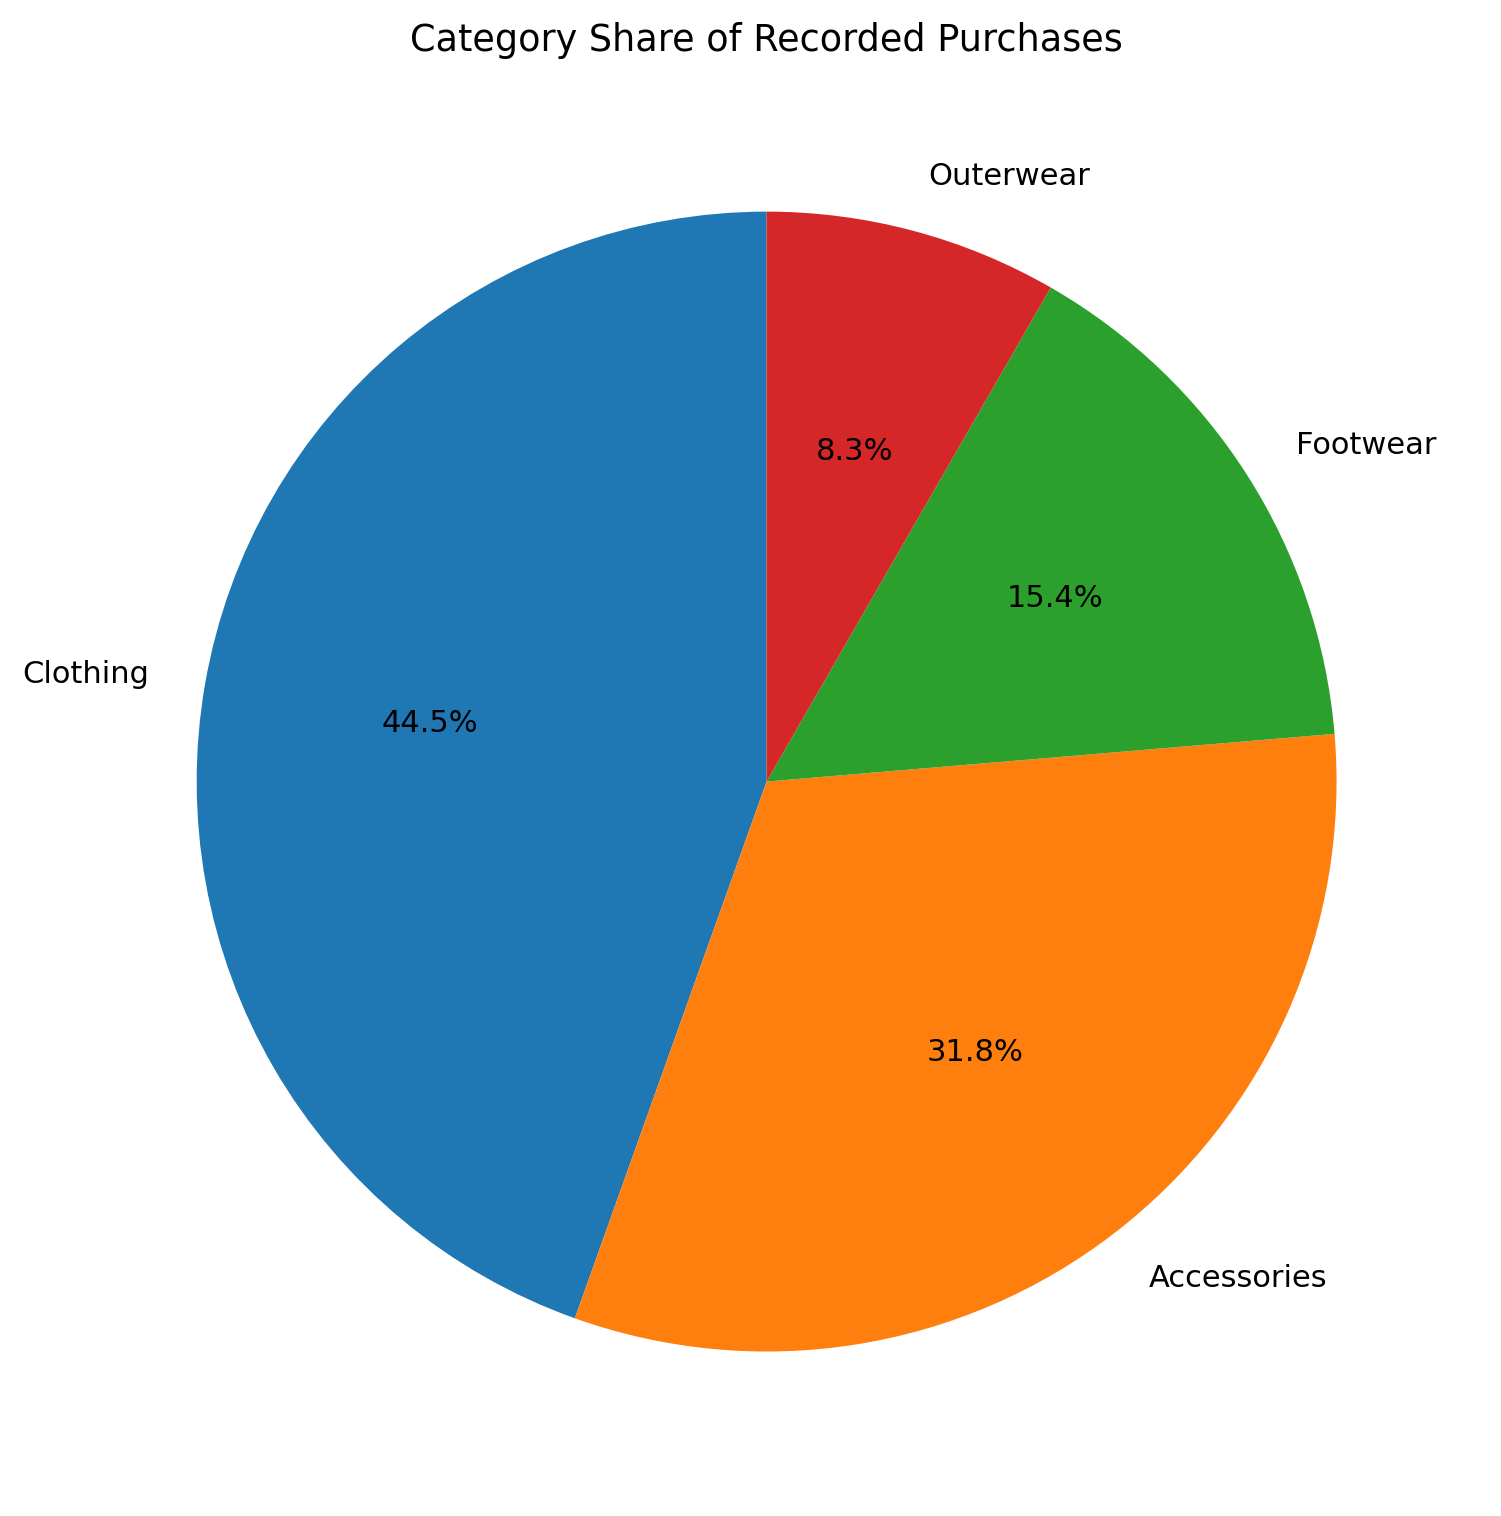 Category Share of Recorded Purchases
Outerwear
8.3%
Footwear
15.4%
Clothing
44.5%
31.8%
Accessories